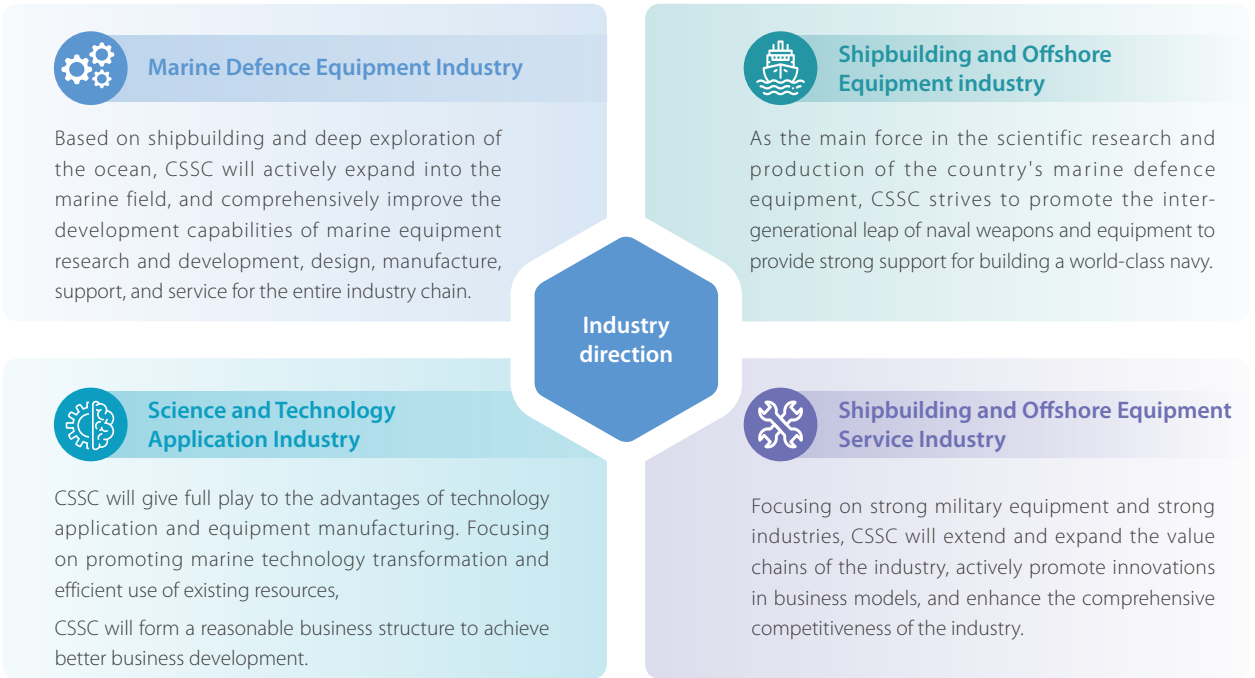 Marine Defence Equipment Industry
Based on shipbuilding and deep exploration of
the ocean, CSSC will actively expand into the
marine field, and comprehensively improve the
development capabilities of marine equipment
research and development, design, manufacture,
support, and service for the entire industry chain.
Shipbuilding and Offshore
Equipment industry
As the main force in the scientific research and
production of the country's marine defence
equipment, CSSC strives to promote the inter-
generational leap of naval weapons and equipment to
provide strong support for building a world-class navy.
Industry
direction
Science and Technology
Application Industry
CSSC will give full play to the advantages of technology
application and equipment manufacturing. Focusing
on promoting marine technology transformation and
efficient use of existing resources,
CSSC will form a reasonable business structure to achieve
better business development.
Shipbuilding and Offshore Equipment
Service Industry
Focusing on strong military equipment and strong
industries, CSSC will extend and expand the value
chains of the industry, actively promote innovations
in business models, and enhance the comprehensive
competitiveness of the industry.